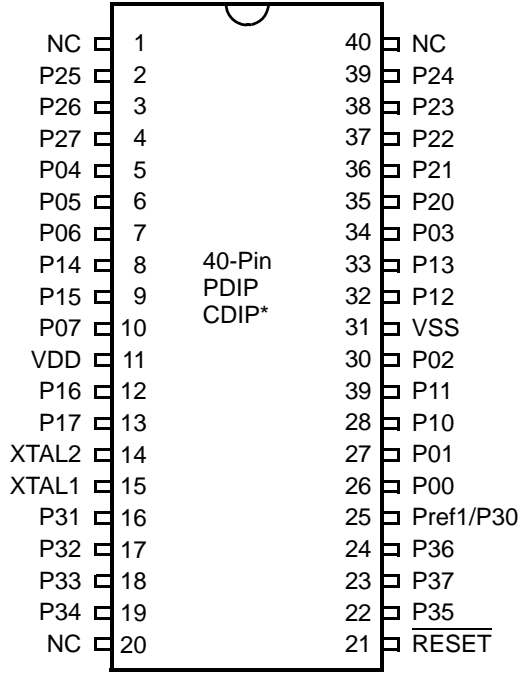 NC 1 40 NC
P25 2 39 P24
P26 3 38 P23
P27 4 37 P22
P04 5 36 P21
P05 6 35 P20
P06 7 34 P03
P14 8 33 P13
P15 9 32 P12
P07 10 31 VSS
VDD 11 30 P02
P16 12 39 P11
P17 13 28 P10
XTAL2 14 27 P01
XTAL1 15 26 P00
P31 16 25 Pref1/P30
P32 17 24 P36
P33 18 23 P37
P34 19 22 P35
NC 20 21 RESET
40-Pin
PDIP
CDIP*